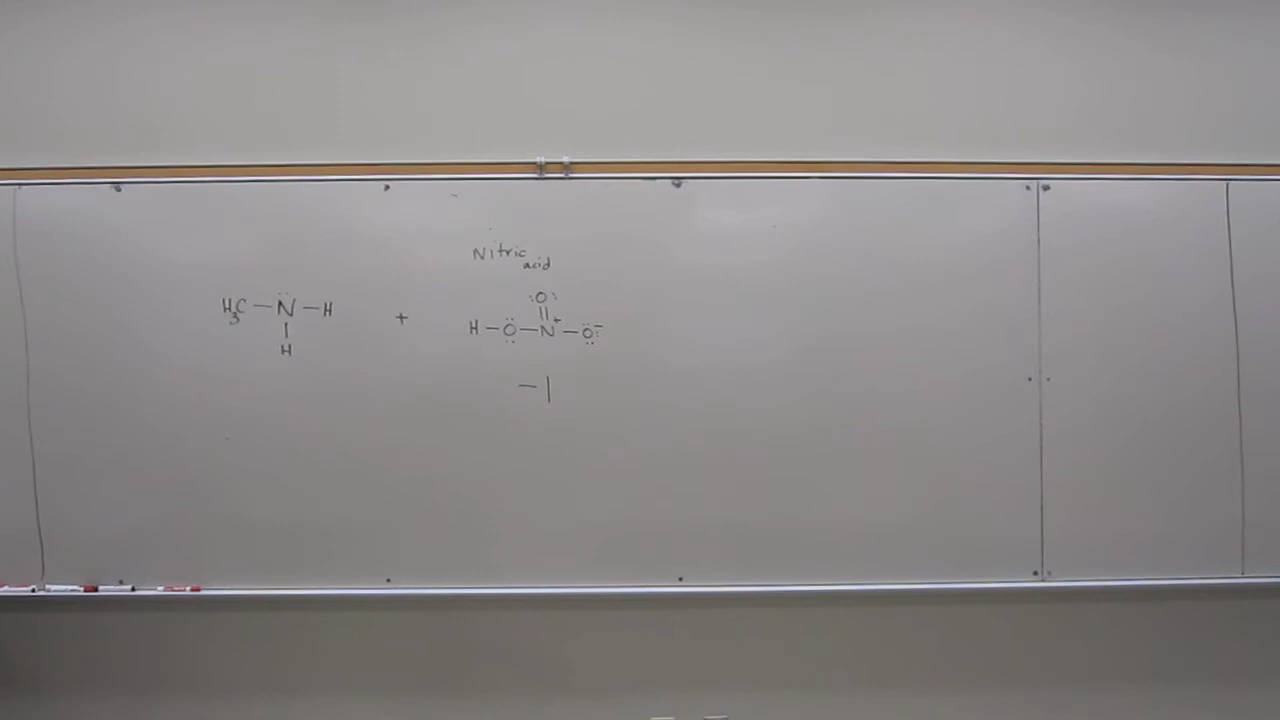 Nitric
acid
:O:
H₃C — N̈ — H + H — Ö — N⁺ — Ö:⁻
H
−1